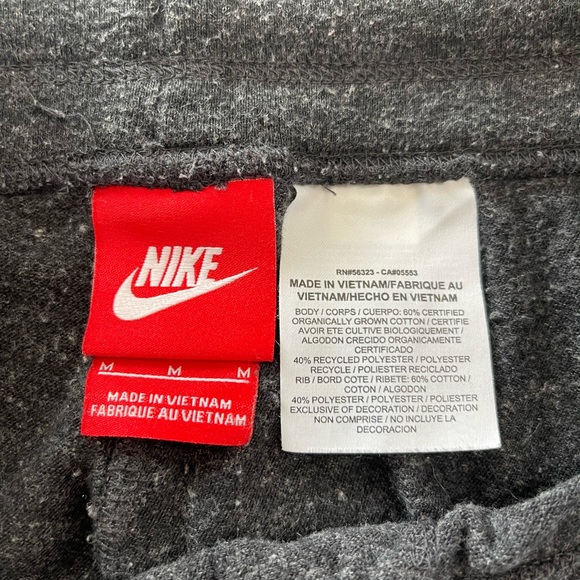 NIKE
M M M
MADE IN VIETNAM
FABRIQUE AU VIETNAM
RN#56323 - CA#05553
MADE IN VIETNAM/FABRIQUE AU
VIETNAM/HECHO EN VIETNAM
BODY / CORPS / CUERPO: 60% CERTIFIED
ORGANICALLY GROWN COTTON / CERTIFIE
AVOIR ETE CULTIVE BIOLOGIQUEMENT /
ALGODON CRECIDO ORGANICAMENTE
CERTIFICADO
40% RECYCLED POLYESTER / POLYESTER
RECYCLE / POLIESTER RECICLADO
RIB / BORD COTE / RIBETE: 60% COTTON /
COTON / ALGODON
40% POLYESTER / POLYESTER / POLIESTER
EXCLUSIVE OF DECORATION / DECORATION
NON COMPRISE / NO INCLUYE LA
DECORACION